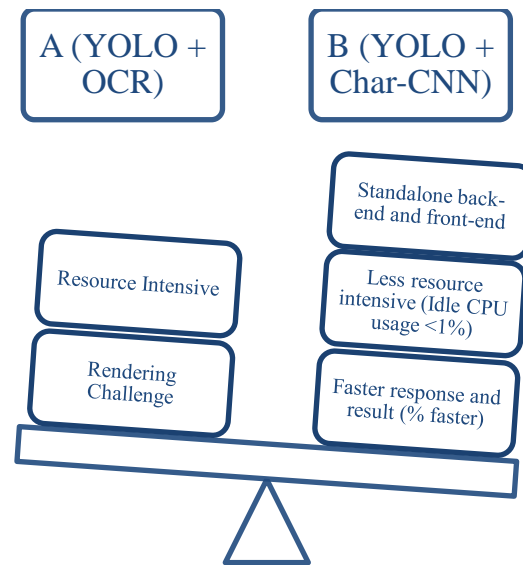 A (YOLO +
OCR)
B (YOLO +
Char-CNN)
Resource Intensive
Rendering
Challenge
Standalone back-
end and front-end
Less resource
intensive (Idle CPU
usage <1%)
Faster response and
result (% faster)